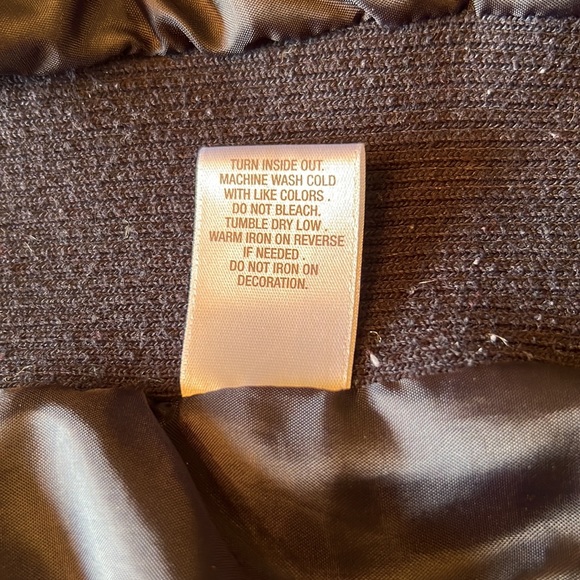 TURN INSIDE OUT.
MACHINE WASH COLD
WITH LIKE COLORS .
DO NOT BLEACH.
TUMBLE DRY LOW .
WARM IRON ON REVERSE
IF NEEDED .
DO NOT IRON ON
DECORATION.